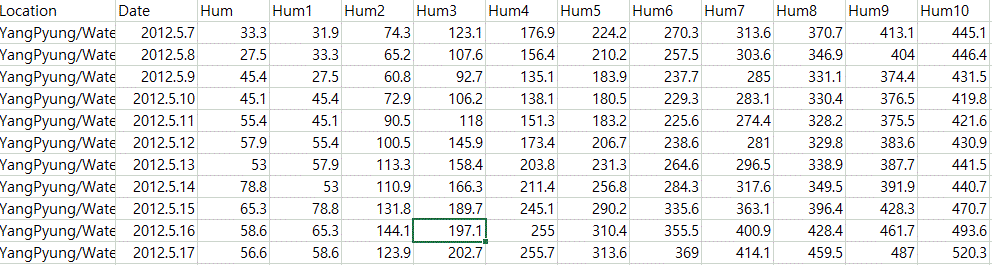 Location Date Hum Hum1 Hum2 Hum3 Hum4 Hum5 Hum6 Hum7 Hum8 Hum9 Hum10
YangPyung/Wate 2012.5.7 33.3 31.9 74.3 123.1 176.9 224.2 270.3 313.6 370.7 413.1 445.1
YangPyung/Wate 2012.5.8 27.5 33.3 65.2 107.6 156.4 210.2 257.5 303.6 346.9 404 446.4
YangPyung/Wate 2012.5.9 45.4 27.5 60.8 92.7 135.1 183.9 237.7 285 331.1 374.4 431.5
YangPyung/Wate 2012.5.10 45.1 45.4 72.9 106.2 138.1 180.5 229.3 283.1 330.4 376.5 419.8
YangPyung/Wate 2012.5.11 55.4 45.1 90.5 118 151.3 183.2 225.6 274.4 328.2 375.5 421.6
YangPyung/Wate 2012.5.12 57.9 55.4 100.5 145.9 173.4 206.7 238.6 281 329.8 383.6 430.9
YangPyung/Wate 2012.5.13 53 57.9 113.3 158.4 203.8 231.3 264.6 296.5 338.9 387.7 441.5
YangPyung/Wate 2012.5.14 78.8 53 110.9 166.3 211.4 256.8 284.3 317.6 349.5 391.9 440.7
YangPyung/Wate 2012.5.15 65.3 78.8 131.8 189.7 245.1 290.2 335.6 363.1 396.4 428.3 470.7
YangPyung/Wate 2012.5.16 58.6 65.3 144.1 197.1 255 310.4 355.5 400.9 428.4 461.7 493.6
YangPyung/Wate 2012.5.17 56.6 58.6 123.9 202.7 255.7 313.6 369 414.1 459.5 487 520.3